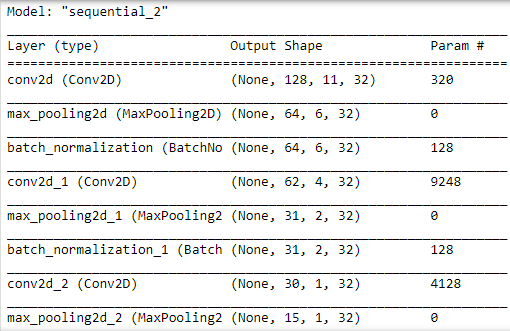 Model: "sequential_2"
_________________________________________________________________
Layer (type)                 Output Shape              Param #
=================================================================
conv2d (Conv2D)              (None, 128, 11, 32)       320
_________________________________________________________________
max_pooling2d (MaxPooling2D) (None, 64, 6, 32)         0
_________________________________________________________________
batch_normalization (BatchNo (None, 64, 6, 32)         128
_________________________________________________________________
conv2d_1 (Conv2D)            (None, 62, 4, 32)         9248
_________________________________________________________________
max_pooling2d_1 (MaxPooling2 (None, 31, 2, 32)         0
_________________________________________________________________
batch_normalization_1 (Batch (None, 31, 2, 32)         128
_________________________________________________________________
conv2d_2 (Conv2D)            (None, 30, 1, 32)         4128
_________________________________________________________________
max_pooling2d_2 (MaxPooling2 (None, 15, 1, 32)         0